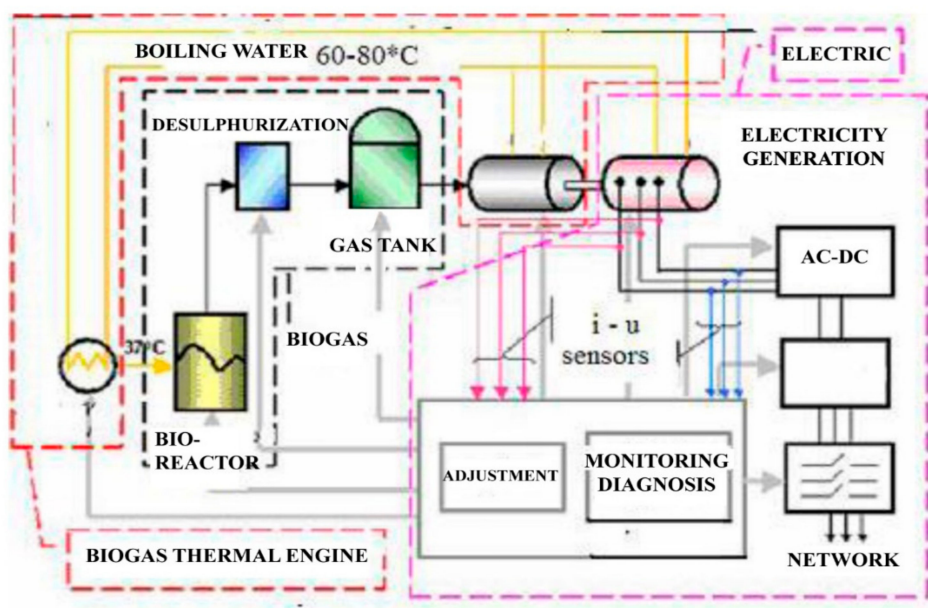 BOILING WATER 60-80*C
ELECTRIC
DESULPHURIZATION
ELECTRICITY
GENERATION
GAS TANK
AC-DC
BIOGAS
i - u
sensors
37*C
BIO-
REACTOR
ADJUSTMENT
MONITORING
DIAGNOSIS
BIOGAS THERMAL ENGINE
NETWORK